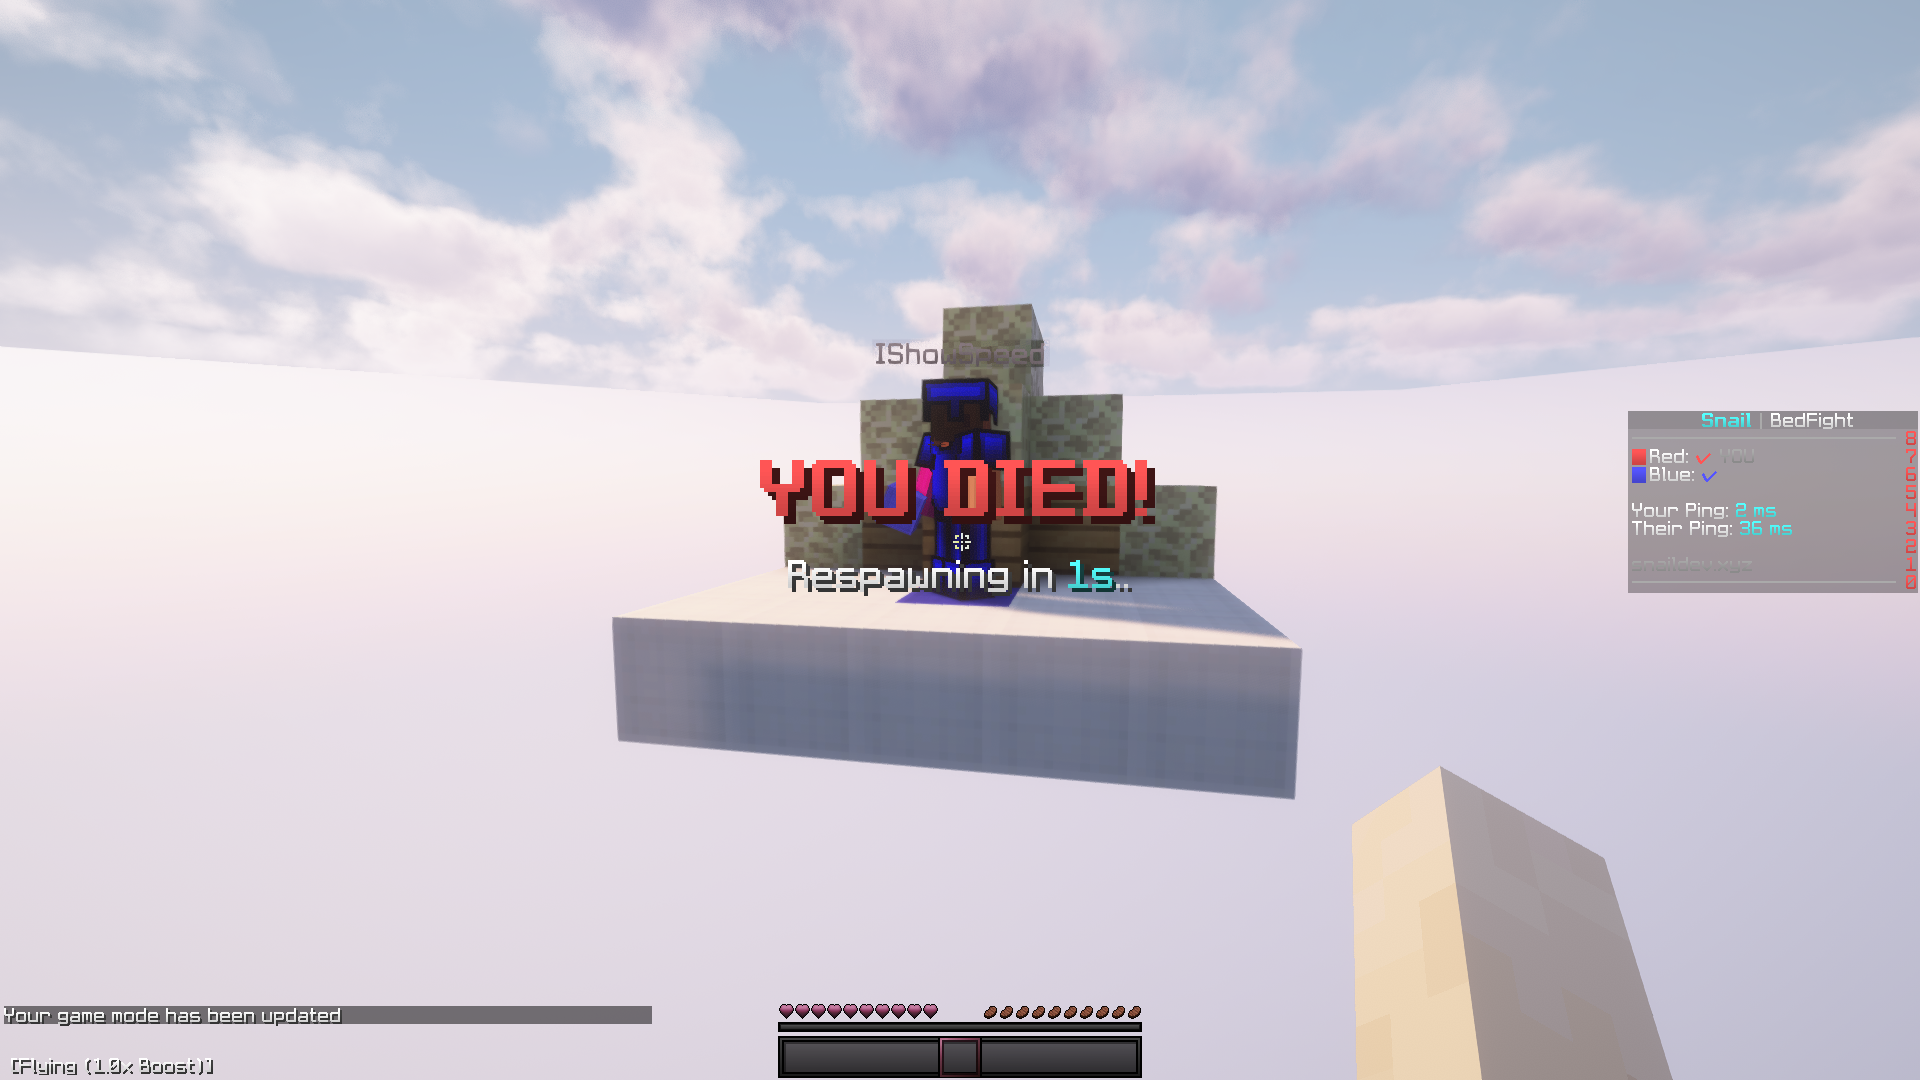 IShowSpeed
YOU DIED!
Respawning in 1s...
Snail | BedFight
8
Red: ✓ YOU 7
Blue: ✓ 6
5
Your Ping: 2 ms 4
Their Ping: 36 ms 3
2
snaildev.xyz 1
0
Your game mode has been updated
[Flying (1.0x Boost)]